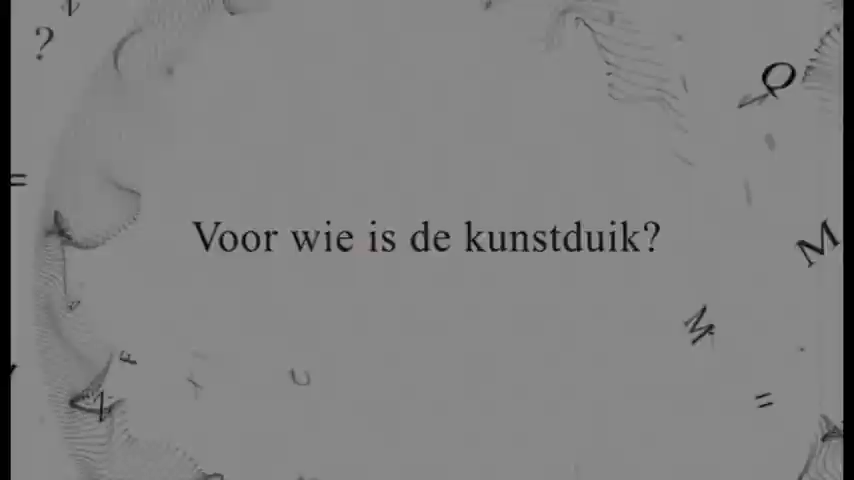 ?
Q
=
Voor wie is de kunstduik?
M
M
F
=